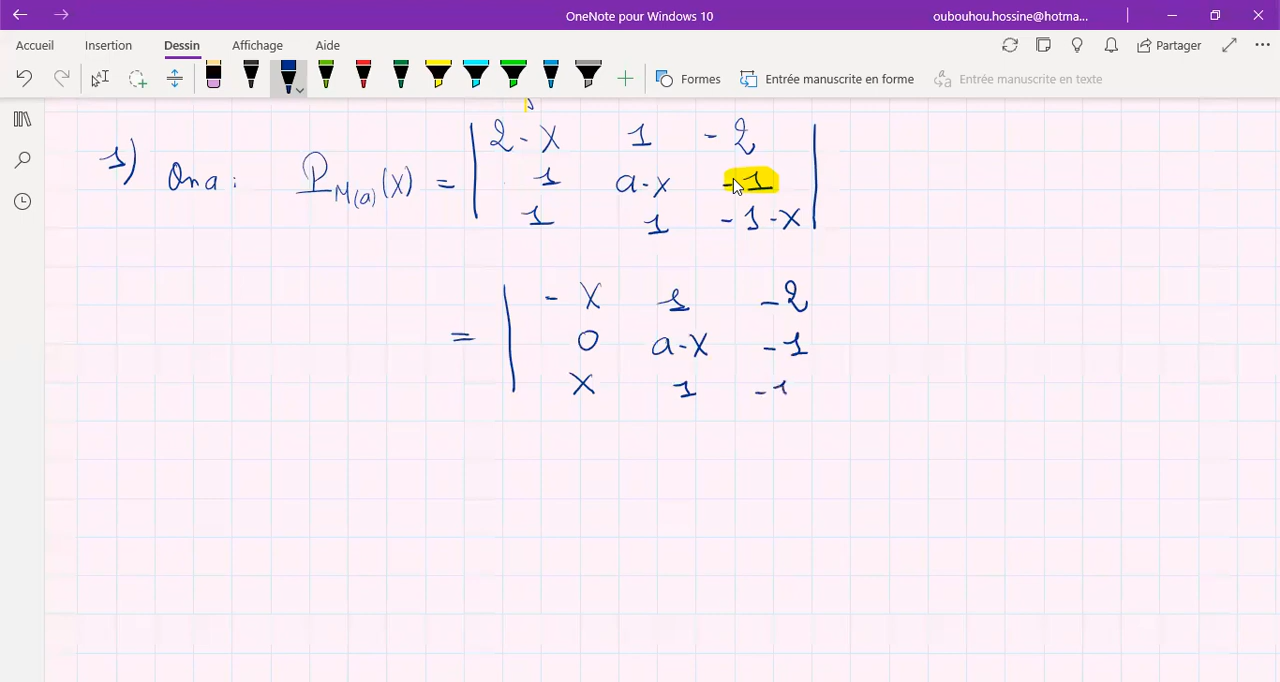 OneNote pour Windows 10
oubouhou.hossine@hotma...
Accueil Insertion Dessin Affichage Aide
Partager
Formes Entrée manuscrite en forme Entrée manuscrite en texte
1) On a : P_M(a)(X) = | 2-X 1 -2 |
| 1 a-X -1 |
| 1 1 -1-X |
= | -X 1 -2
| 0 a-X -1
| X 1 -1